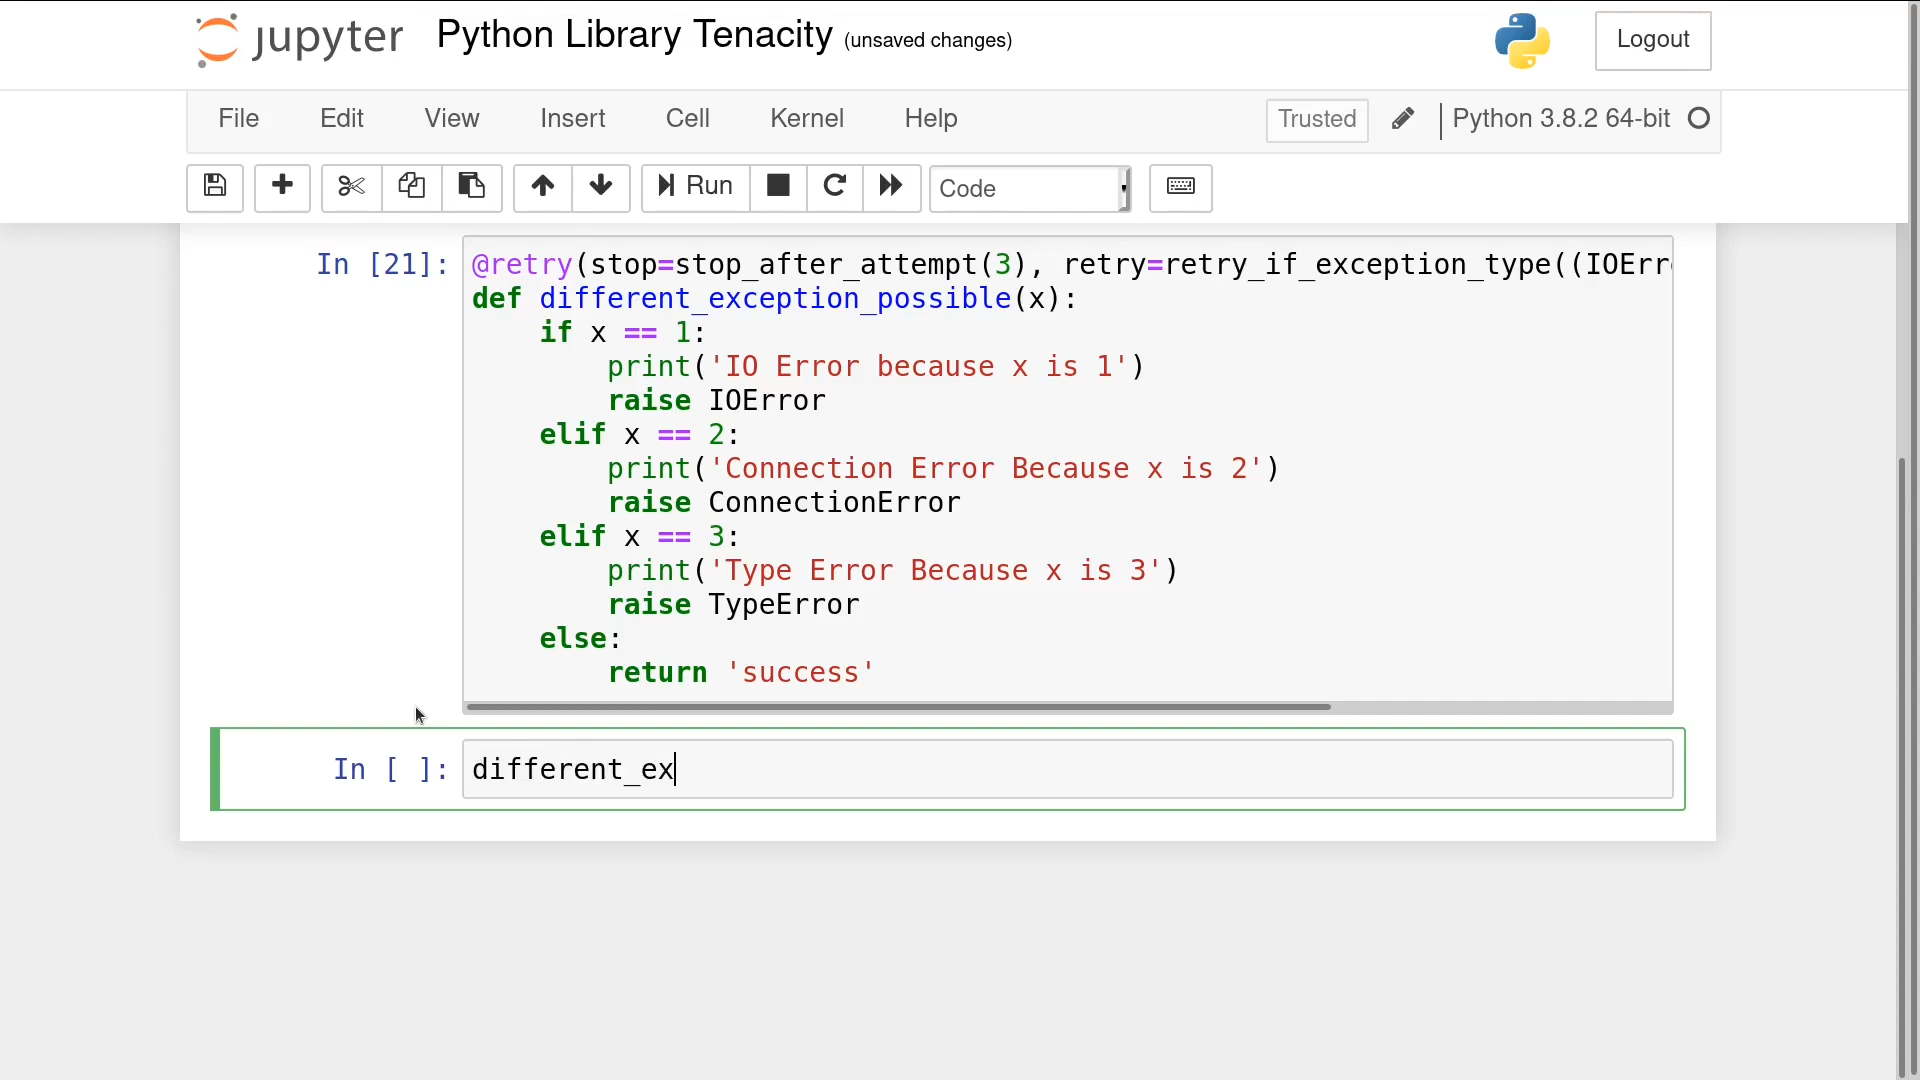 jupyter Python Library Tenacity (unsaved changes) Logout
File Edit View Insert Cell Kernel Help Trusted Python 3.8.2 64-bit
Run Code
In [21]: @retry(stop=stop_after_attempt(3), retry=retry_if_exception_type((IOErr
def different_exception_possible(x):
    if x == 1:
        print('IO Error because x is 1')
        raise IOError
    elif x == 2:
        print('Connection Error Because x is 2')
        raise ConnectionError
    elif x == 3:
        print('Type Error Because x is 3')
        raise TypeError
    else:
        return 'success'
In [ ]: different_ex